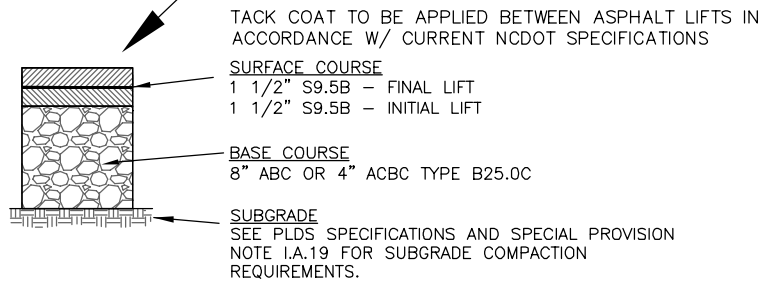 TACK COAT TO BE APPLIED BETWEEN ASPHALT LIFTS IN
ACCORDANCE W/ CURRENT NCDOT SPECIFICATIONS
SURFACE COURSE
1 1/2” S9.5B – FINAL LIFT
1 1/2” S9.5B – INITIAL LIFT
BASE COURSE
8” ABC OR 4” ACBC TYPE B25.0C
SUBGRADE
SEE PLDS SPECIFICATIONS AND SPECIAL PROVISION
NOTE I.A.19 FOR SUBGRADE COMPACTION
REQUIREMENTS.